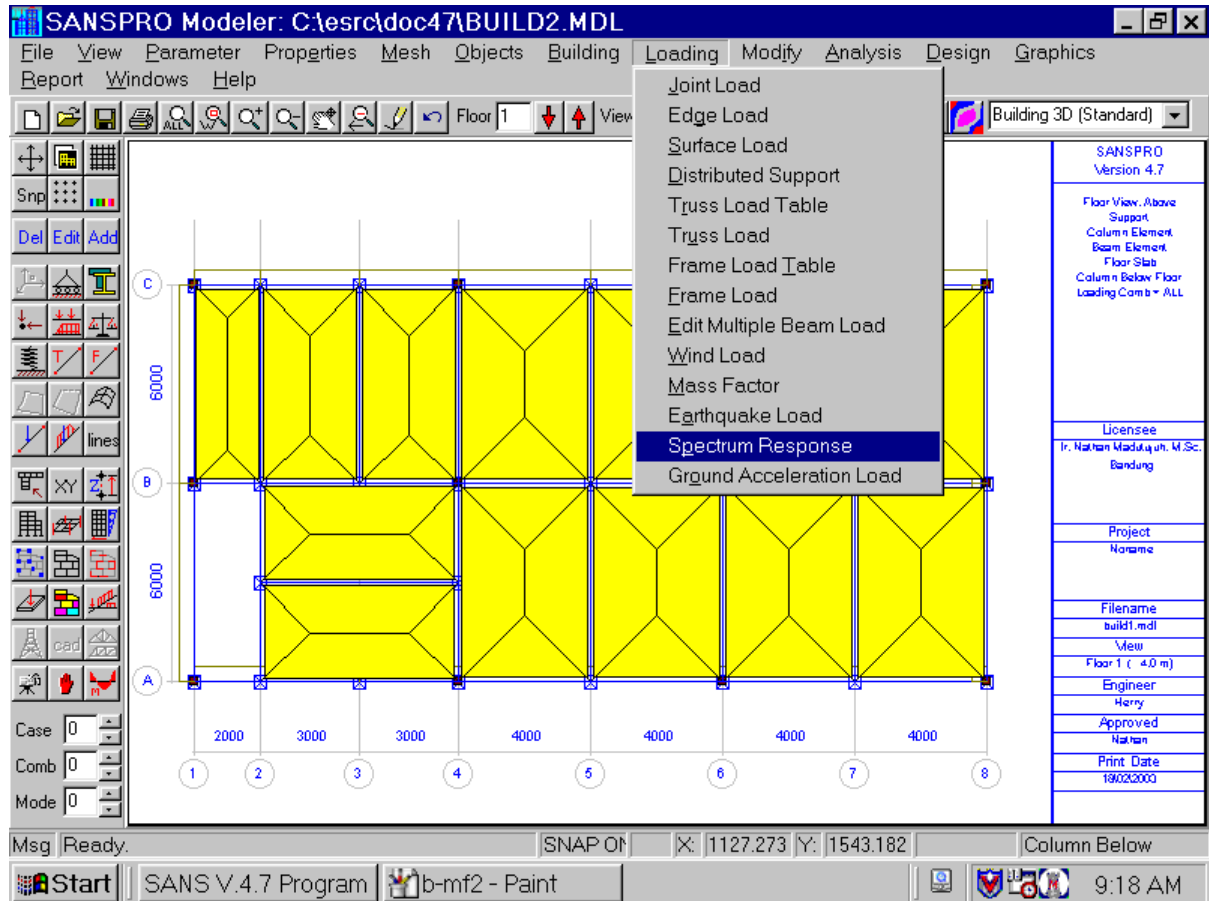 SANSPRO Modeler: C:\esrc\doc47\BUILD2.MDL
File View Parameter Properties Mesh Objects Building Loading Modify Analysis Design Graphics
Report Windows Help
ALL Floor 1 View Building 3D (Standard)
Joint Load
Edge Load
Surface Load
Distributed Support
Truss Load Table
Truss Load
Frame Load Table
Frame Load
Edit Multiple Beam Load
Wind Load
Mass Factor
Earthquake Load
Spectrum Response
Ground Acceleration Load
Snp
Del Edit Add
T F
lines
XY Z
cad
M
Case 0
Comb 0
Mode 0
C
6000
B
6000
A
2000 3000 3000 4000 4000 4000 4000
1 2 3 4 5 6 7 8
SANSPRO
Version 4.7
Floor View. Above
Support
Column Element
Beam Element
Floor Slab
Column Below Floor
Loading Comb = ALL
Licensee
Ir. Nathan Madutujuh, M.Sc.
Bandung
Project
Noname
Filename
build1.mdl
View
Floor 1 ( 4.0 m)
Engineer
Herry
Approved
Nathan
Print Date
18/02/2003
Msg Ready. SNAP ON X: 1127.273 Y: 1543.182 Column Below
Start SANS V.4.7 Program b-mf2 - Paint 9:18 AM